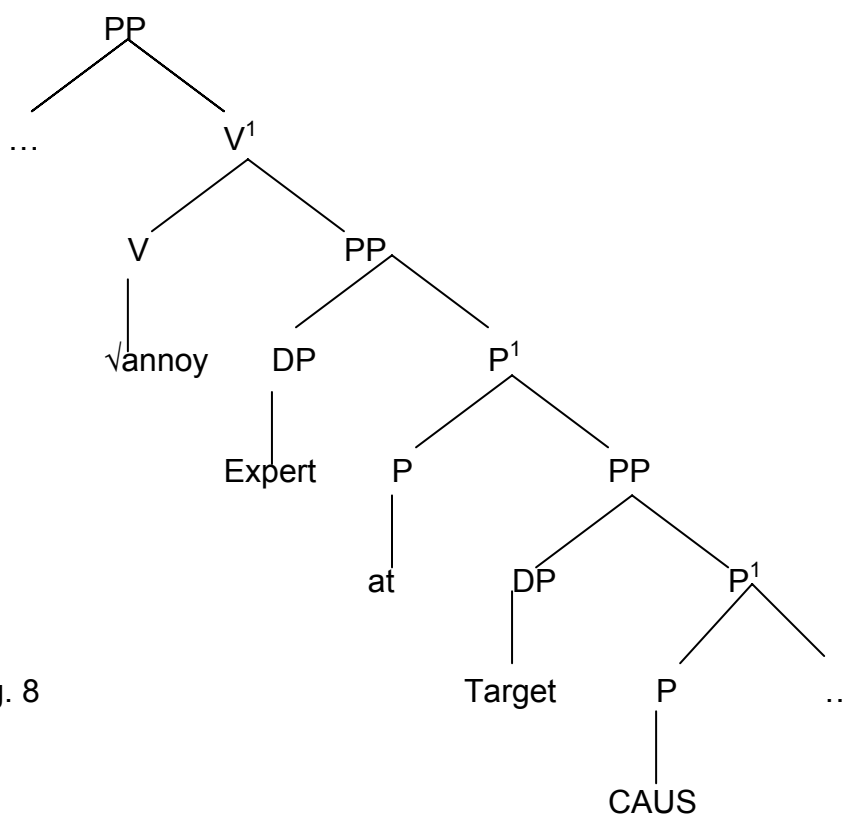 PP
… V¹
V PP
√annoy DP P¹
Expert P PP
at DP P¹
g. 8 Target P ..
CAUS